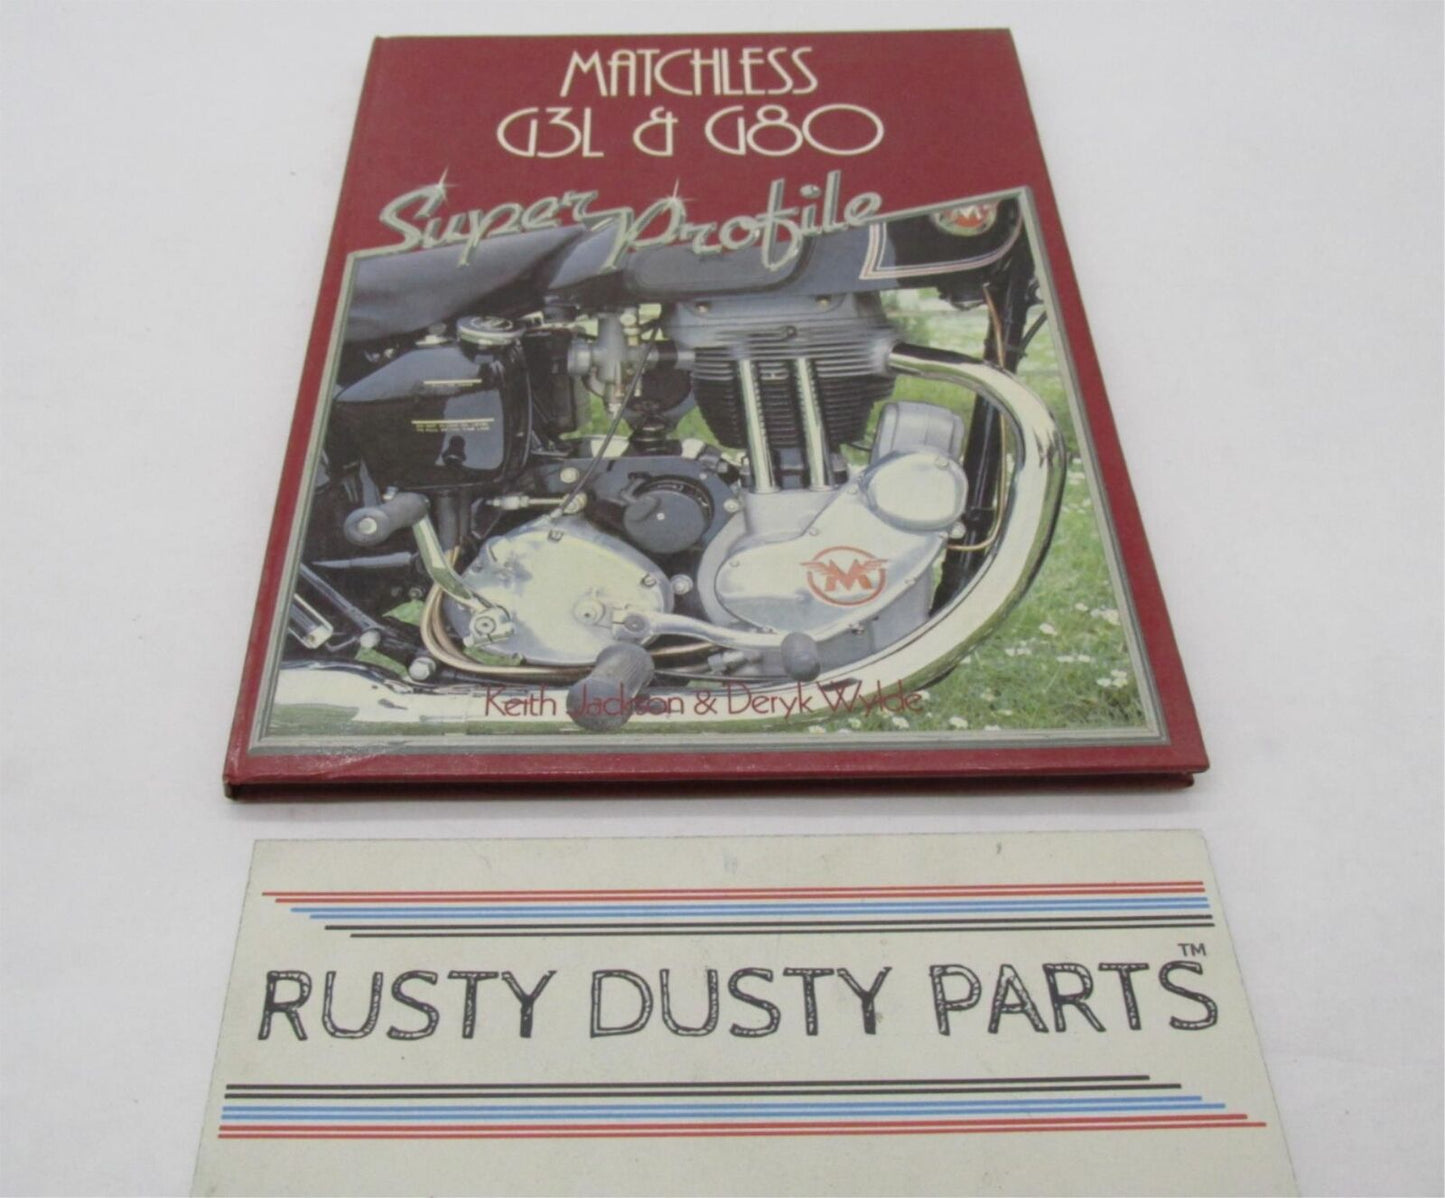 MATCHLESS
G3L & G80
Super Profile
M
M
Keith Jackson & Deryk Wylde
RUSTY DUSTY PARTS™